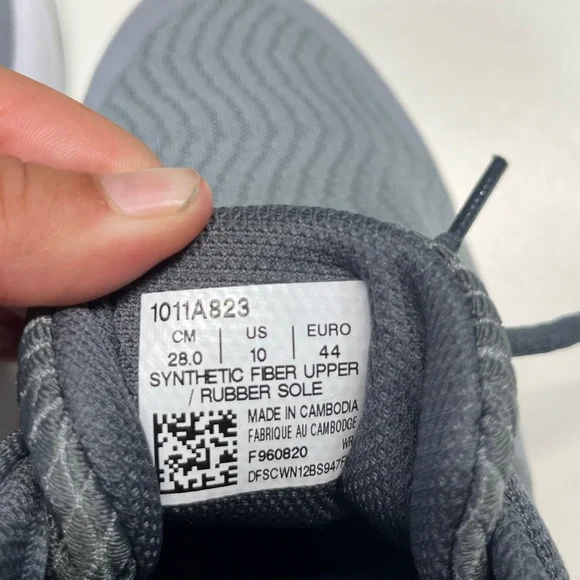 1011A823
CM | US | EURO
28.0 | 10 | 44
SYNTHETIC FIBER UPPER
/ RUBBER SOLE
MADE IN CAMBODIA
FABRIQUE AU CAMBODGE
F960820
DFSCWN12BS947F